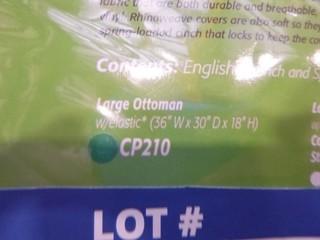 fabric that are both durable and breathable
Rhinoweave covers are also soft so they
spring-loaded cinch that locks to keep the co
Contents: English and S
Large Ottoman
w/elastic* (36" W x 30" D x 18" H)
CP210
LOT #